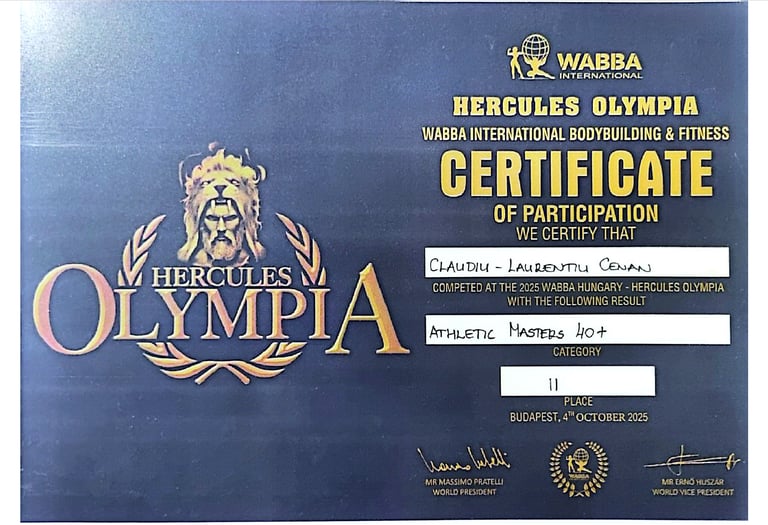 WABBA
INTERNATIONAL
HERCULES OLYMPIA
WABBA INTERNATIONAL BODYBUILDING & FITNESS
CERTIFICATE
OF PARTICIPATION
WE CERTIFY THAT
CLAUDIU - LAURENTIU CENAN
COMPETED AT THE 2025 WABBA HUNGARY - HERCULES OLYMPIA
WITH THE FOLLOWING RESULT
ATHLETIC MASTERS 40+
CATEGORY
II
PLACE
BUDAPEST, 4TH OCTOBER 2025
MR MASSIMO PRATELLI
WORLD PRESIDENT
MR ERNŐ HUSZÁR
WORLD VICE PRESIDENT
HERCULES
OLYMPIA